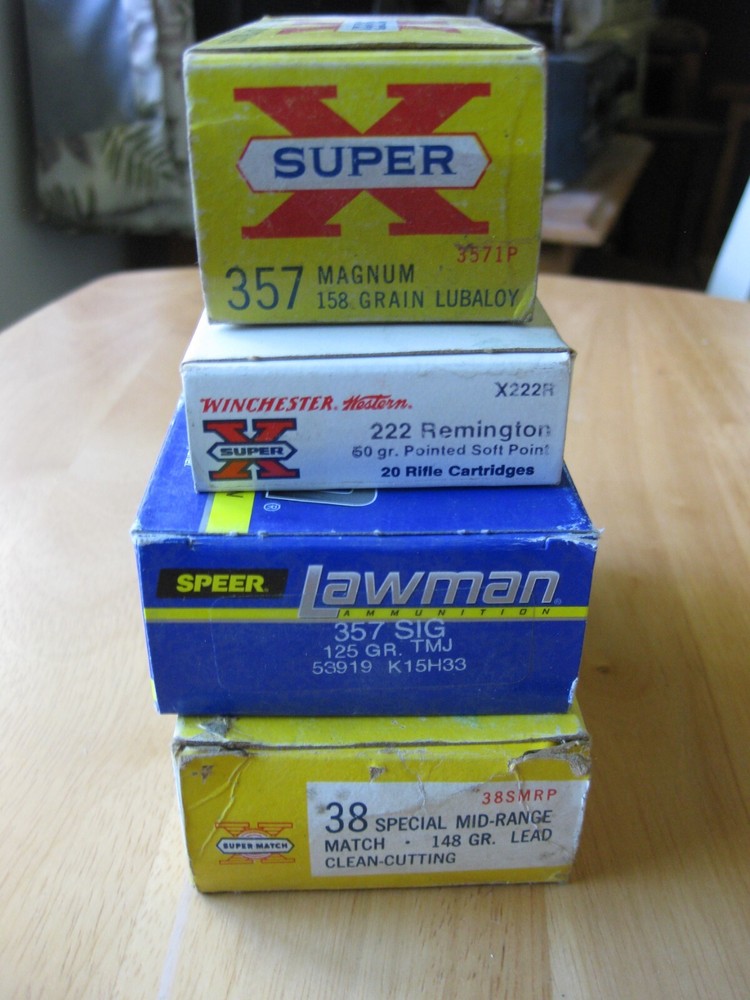 SUPER
X
3571P
357 MAGNUM
158 GRAIN LUBALOY
WINCHESTER Western
X222R
X
SUPER
222 Remington
50 gr. Pointed Soft Point
20 Rifle Cartridges
®
SPEER Lawman
AMMUNITION
357 SIG
125 GR. TMJ
53919 K15H33
38SMRP
38 SPECIAL MID-RANGE
MATCH · 148 GR. LEAD
CLEAN-CUTTING
X
SUPER-MATCH